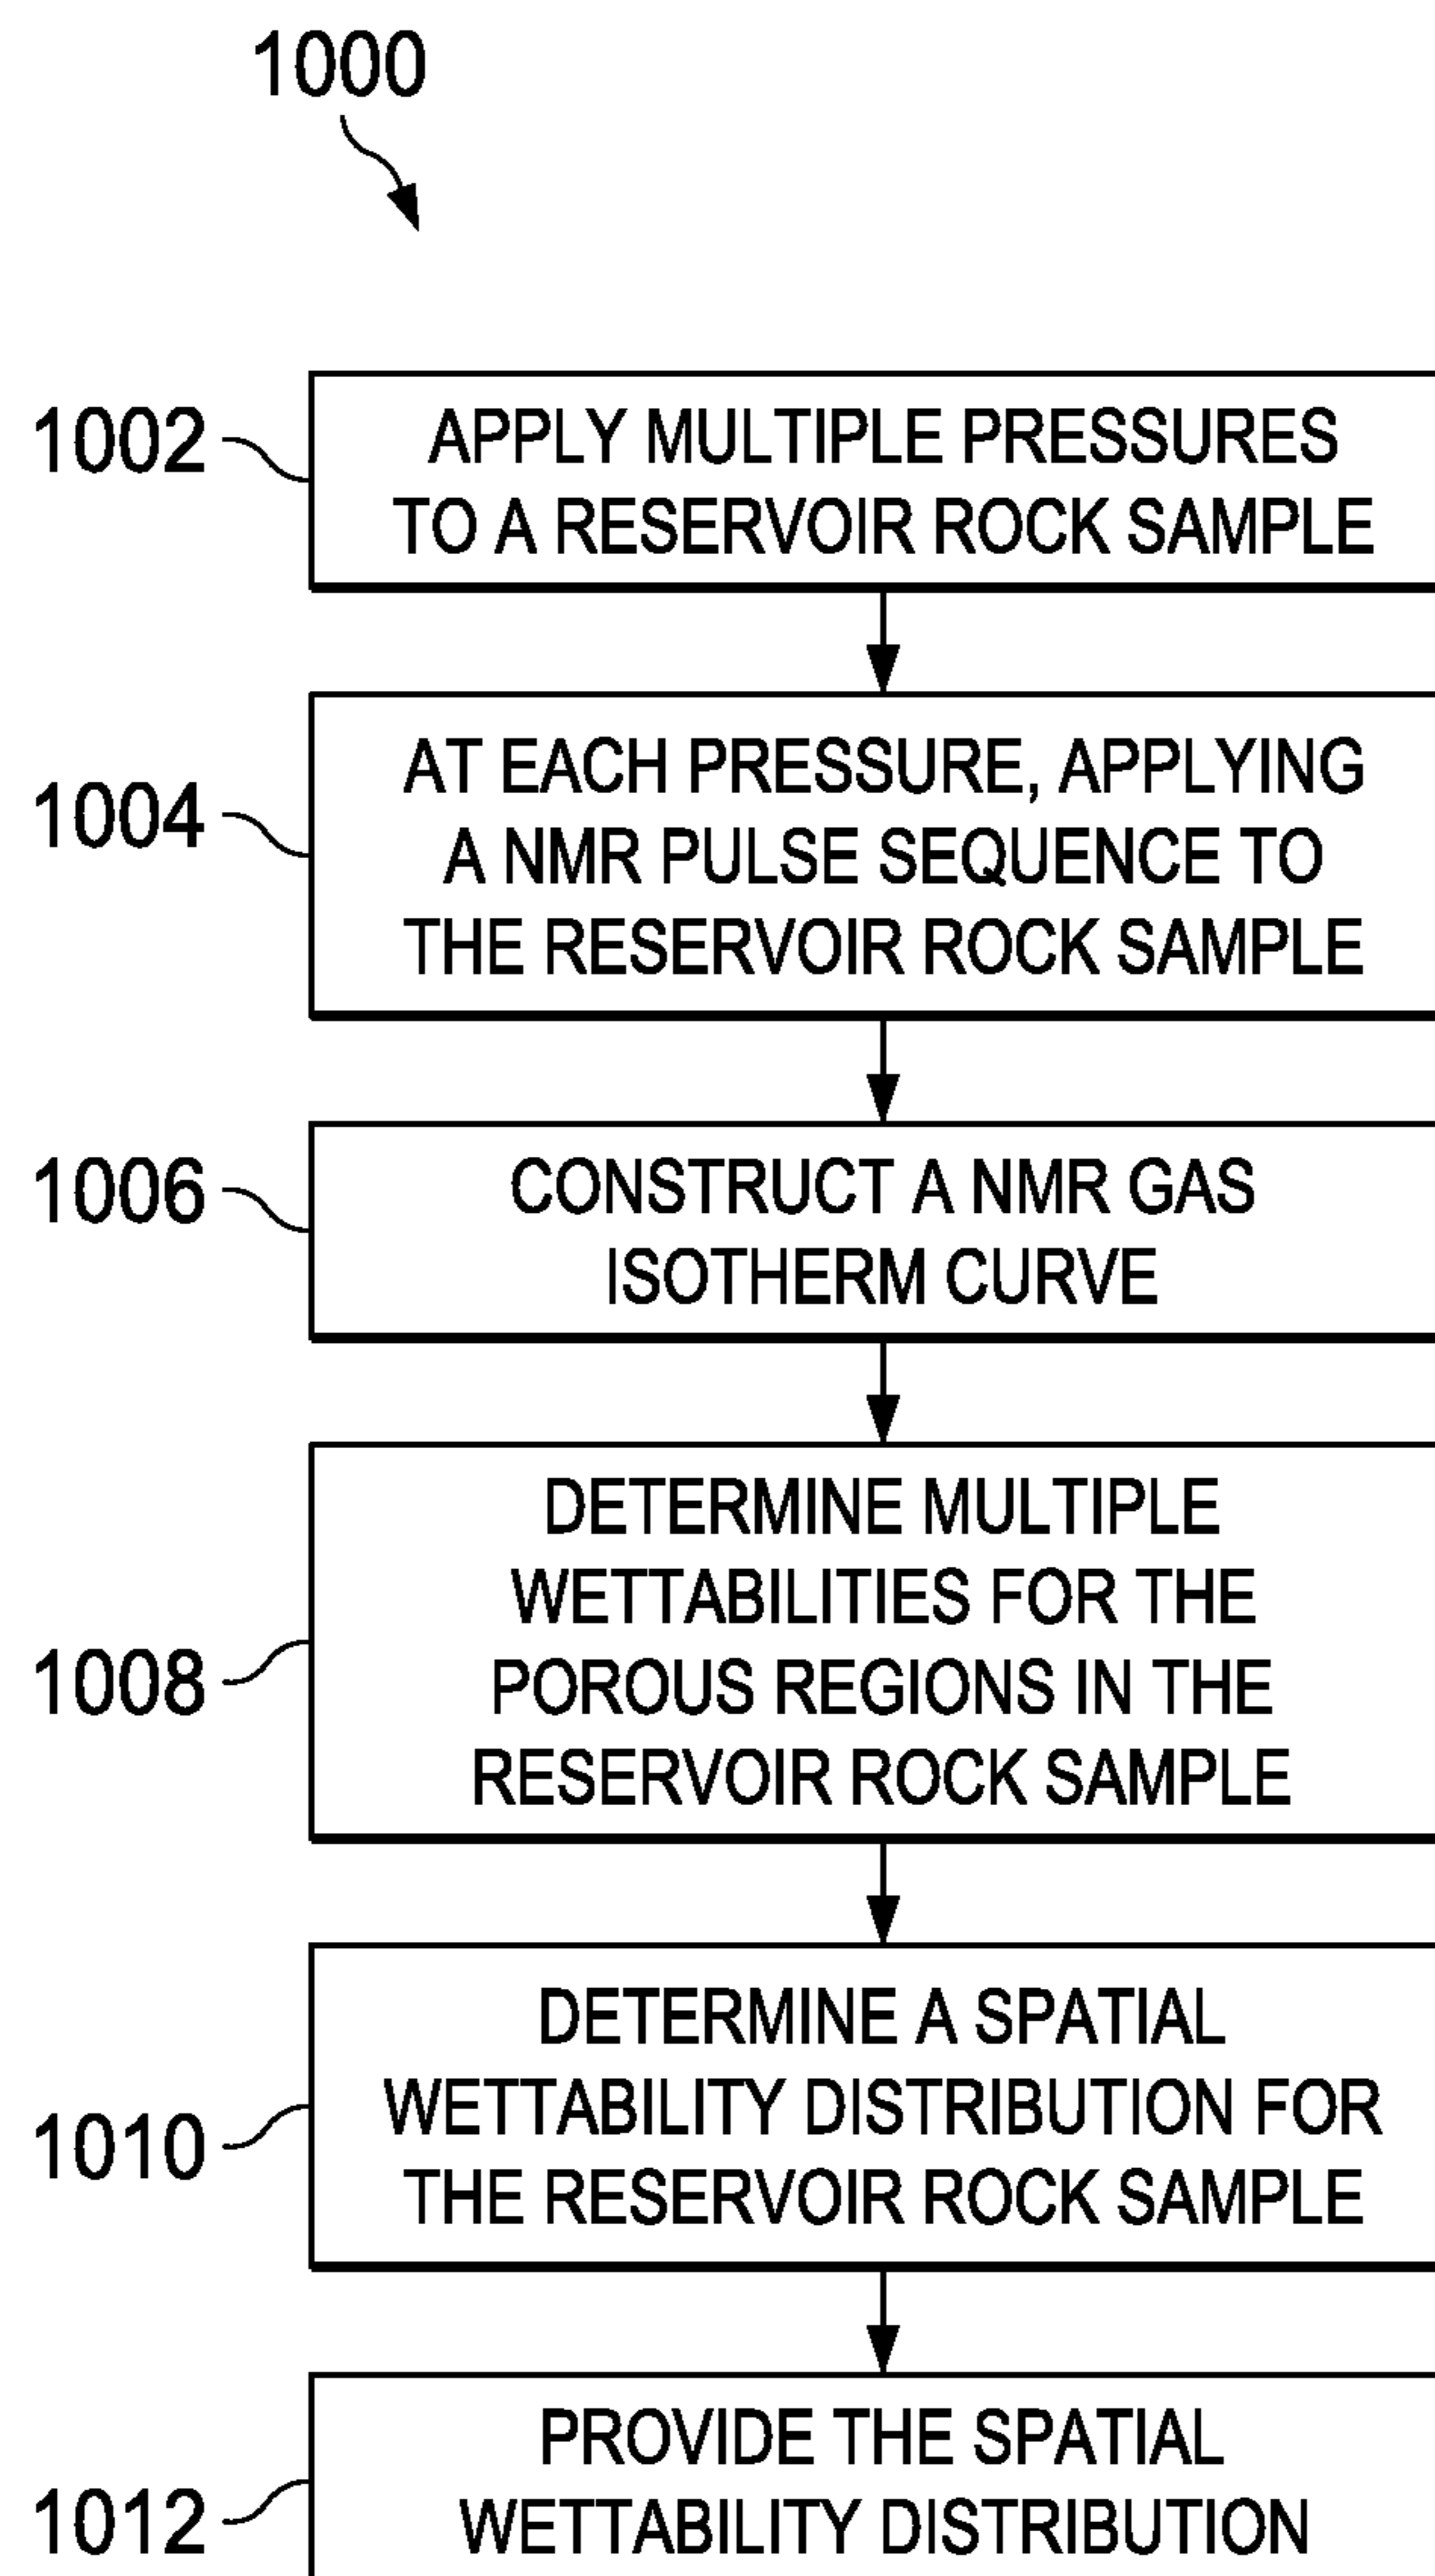 1000
1002
APPLY MULTIPLE PRESSURES
TO A RESERVOIR ROCK SAMPLE
1004
AT EACH PRESSURE, APPLYING
A NMR PULSE SEQUENCE TO
THE RESERVOIR ROCK SAMPLE
1006
CONSTRUCT A NMR GAS
ISOTHERM CURVE
1008
DETERMINE MULTIPLE
WETTABILITIES FOR THE
POROUS REGIONS IN THE
RESERVOIR ROCK SAMPLE
1010
DETERMINE A SPATIAL
WETTABILITY DISTRIBUTION FOR
THE RESERVOIR ROCK SAMPLE
1012
PROVIDE THE SPATIAL
WETTABILITY DISTRIBUTION